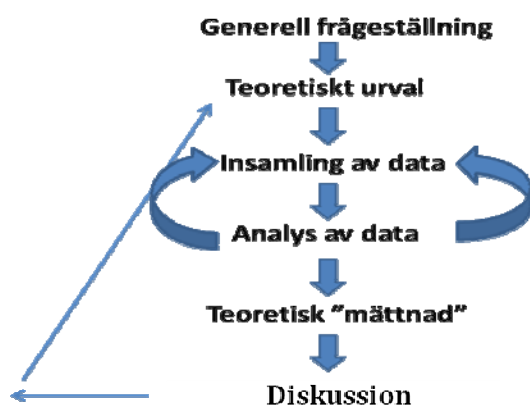 Generell frågeställning
Teoretiskt urval
Insamling av data
Analys av data
Teoretisk ”mättnad”
Diskussion